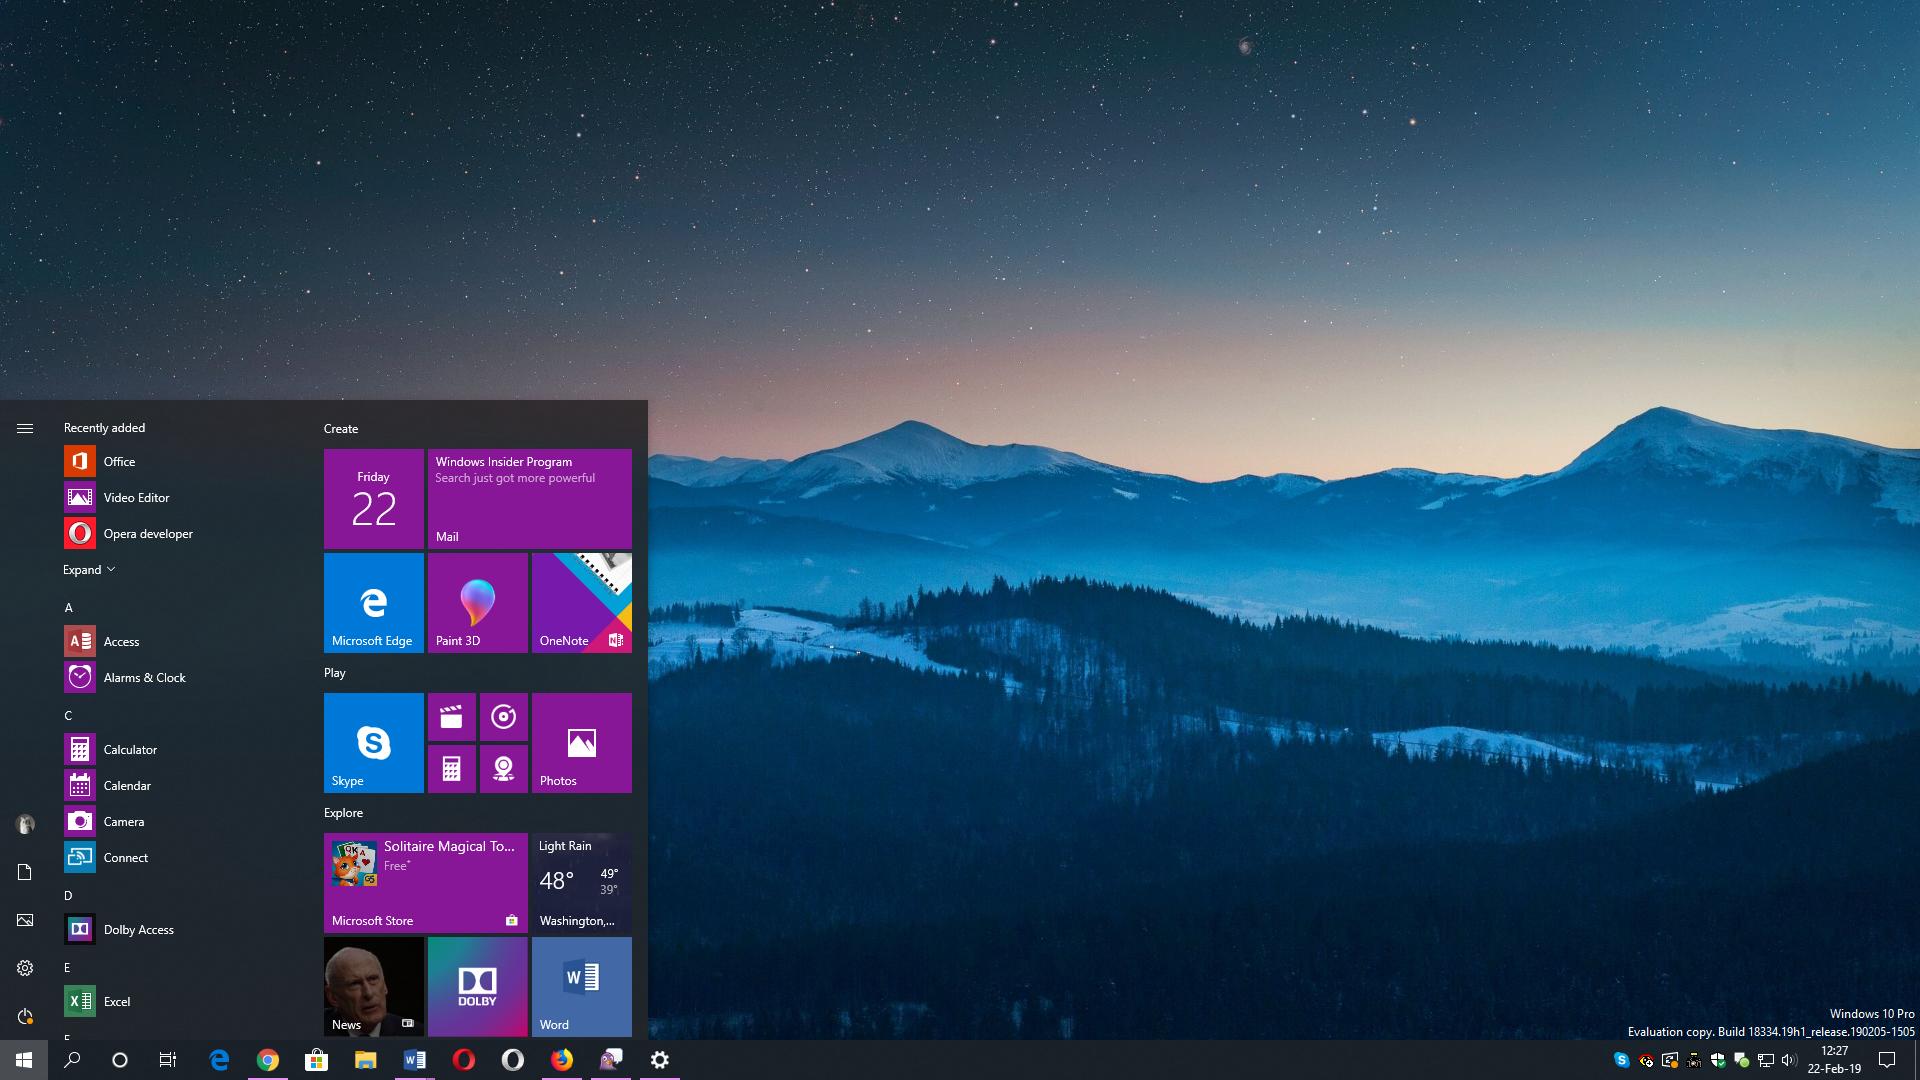 Recently added
Office
Video Editor
Opera developer
Expand
A
Access
Alarms & Clock
C
Calculator
Calendar
Camera
Connect
D
Dolby Access
E
Excel
Create
Friday
22
Windows Insider Program
Search just got more powerful
Mail
Microsoft Edge
Paint 3D
OneNote
Play
Skype
Photos
Explore
Solitaire Magical To...
Free+
Microsoft Store
Light Rain
48°
49°
39°
Washington,...
News
DOLBY
Word
Windows 10 Pro
Evaluation copy. Build 18334.19h1_release.190205-1505
12:27
22-Feb-19